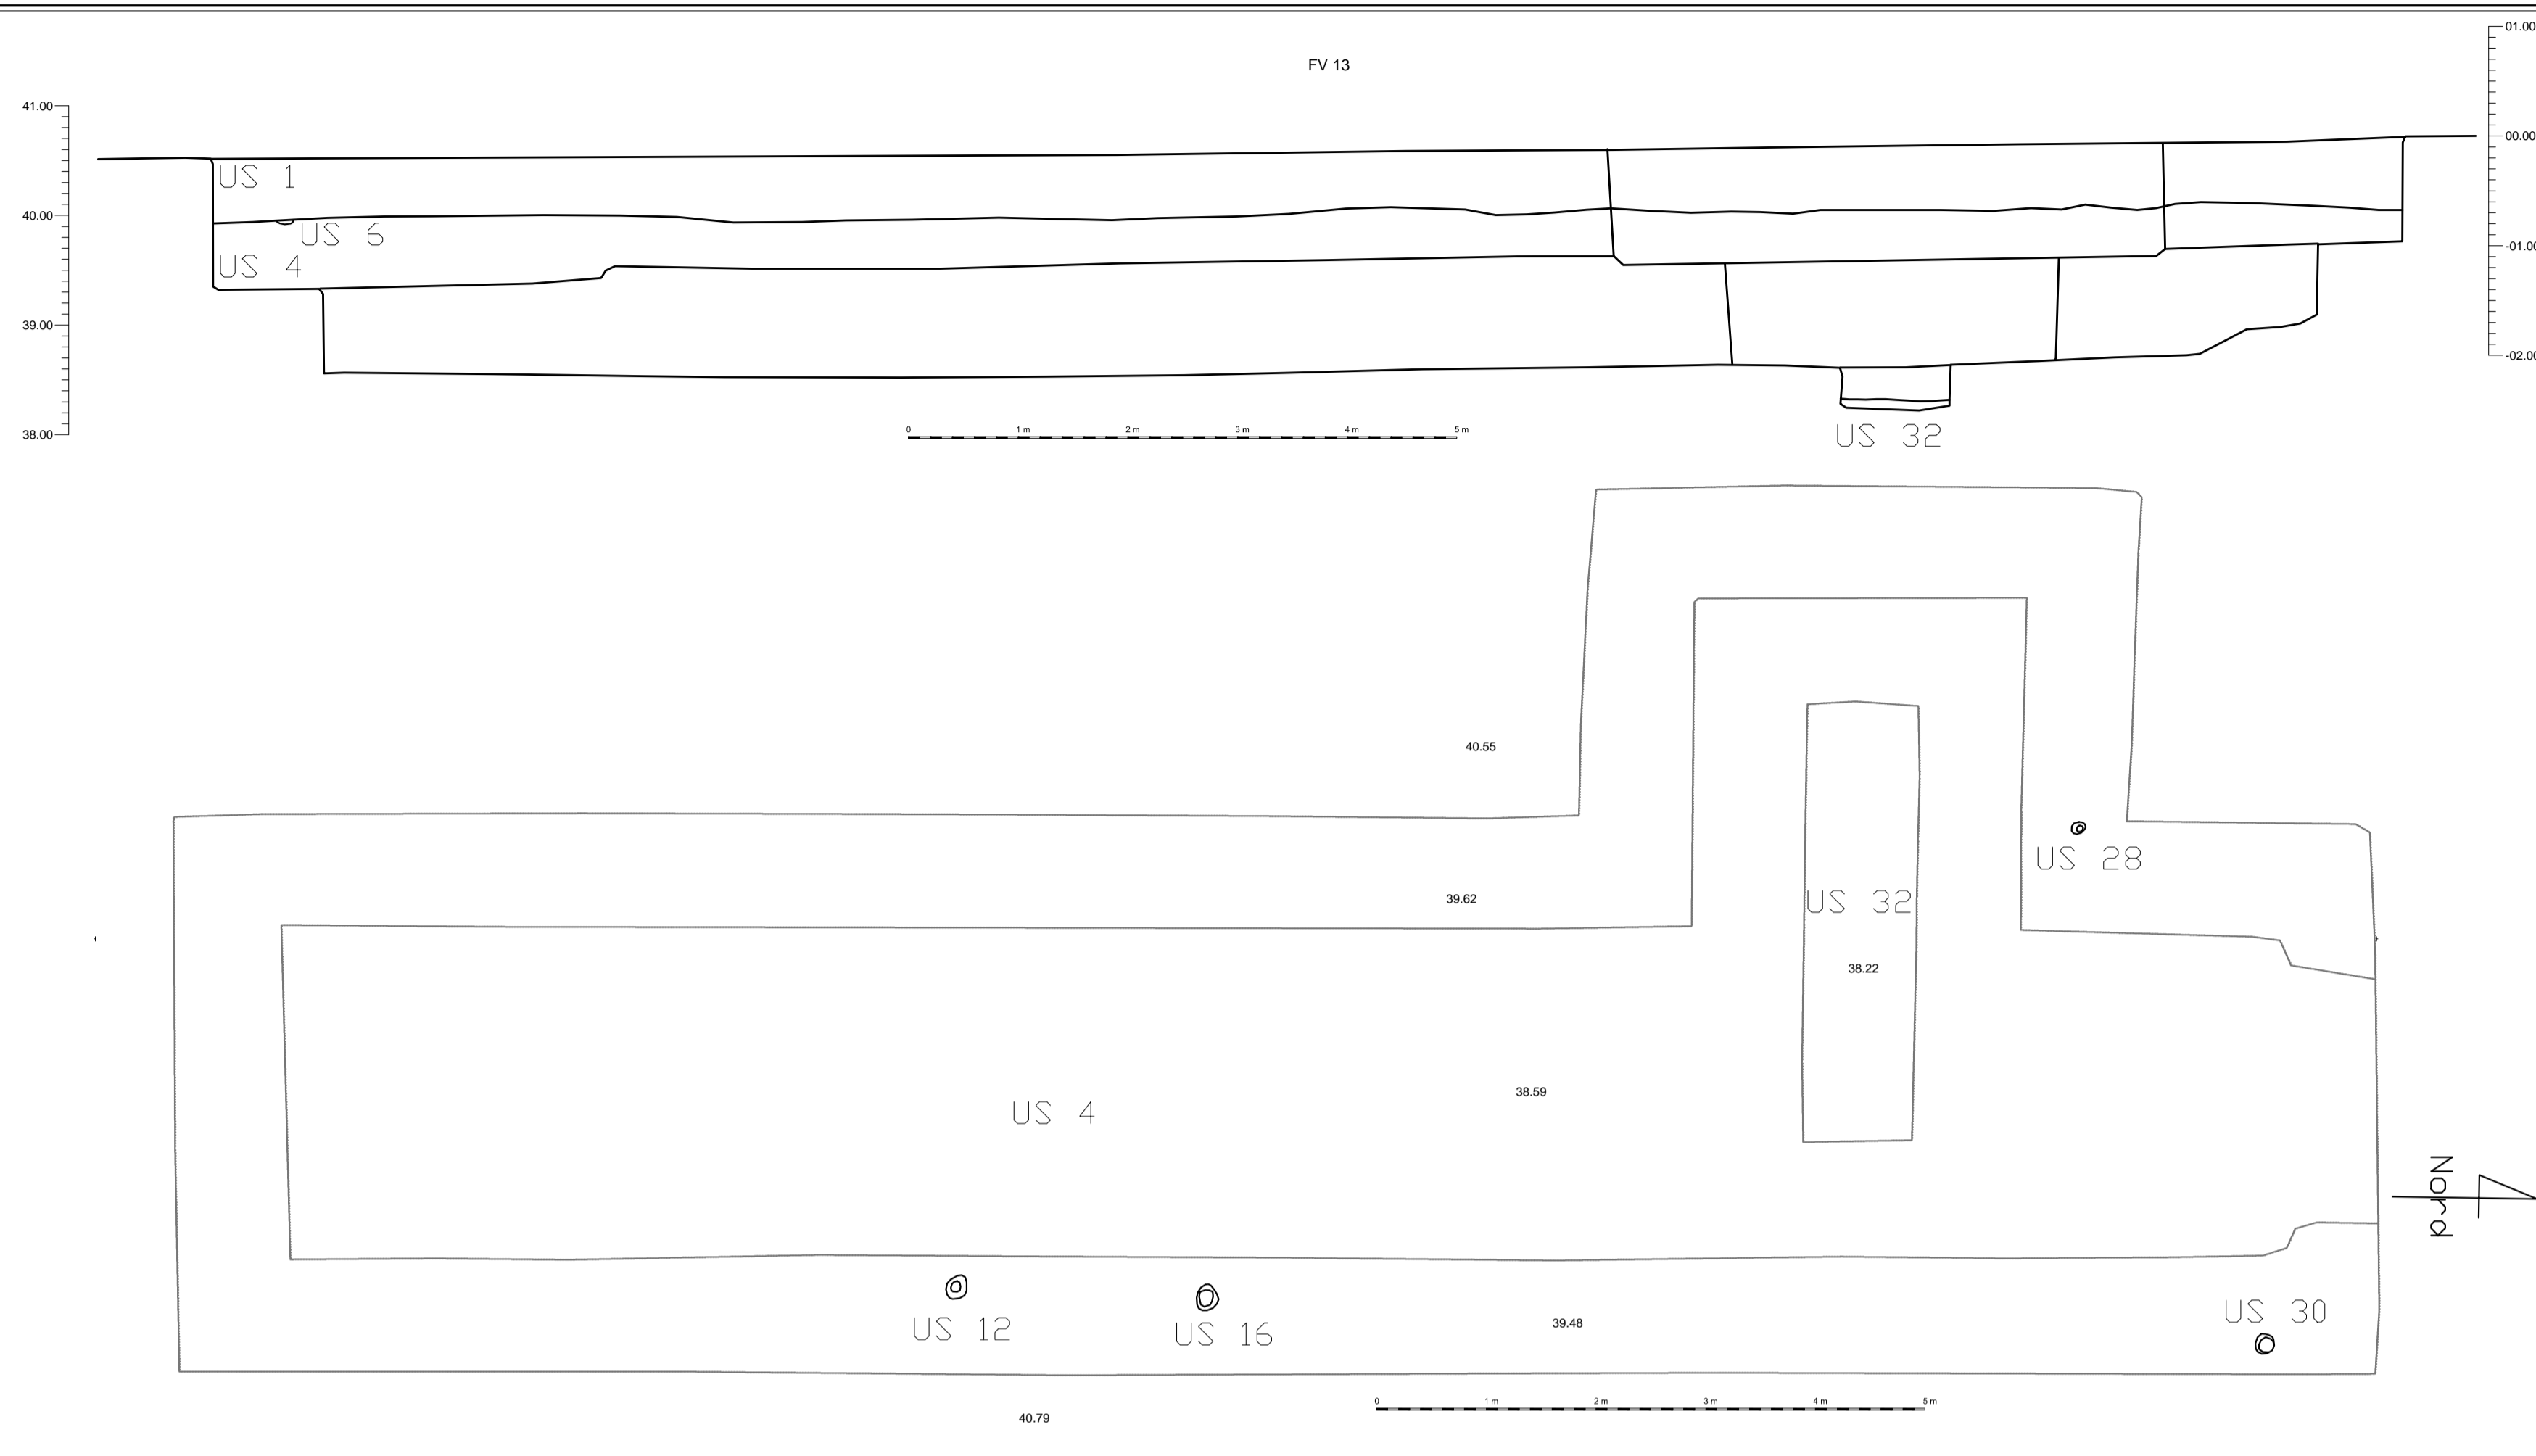 FV 13
01.00
00.00
-01.00
-02.00
41.00
40.00
39.00
38.00
US 1
US 6
US 4
0 1 m 2 m 3 m 4 m 5 m
US 32
40.55
39.62
US 28
US 32
38.22
38.59
US 4
Nord
US 12
US 16
39.48
US 30
0 1 m 2 m 3 m 4 m 5 m
40.79